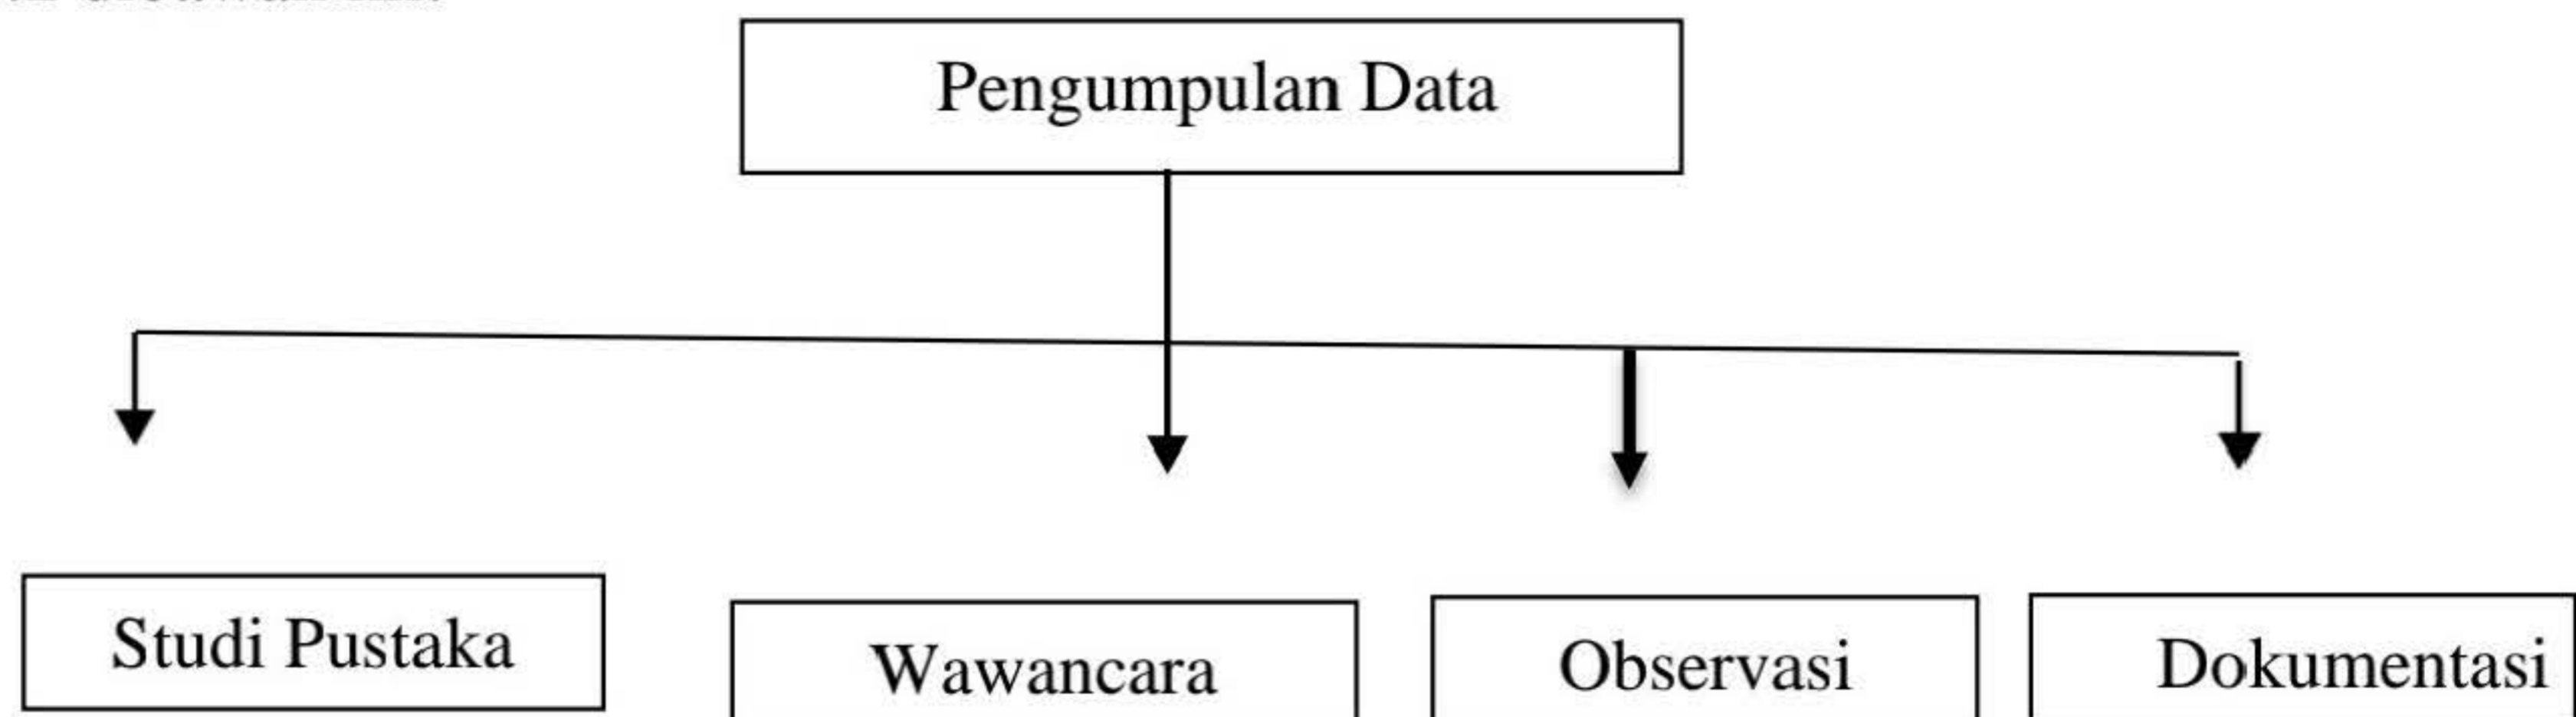 Pengumpulan Data
Studi Pustaka
Wawancara
Observasi
Dokumentasi